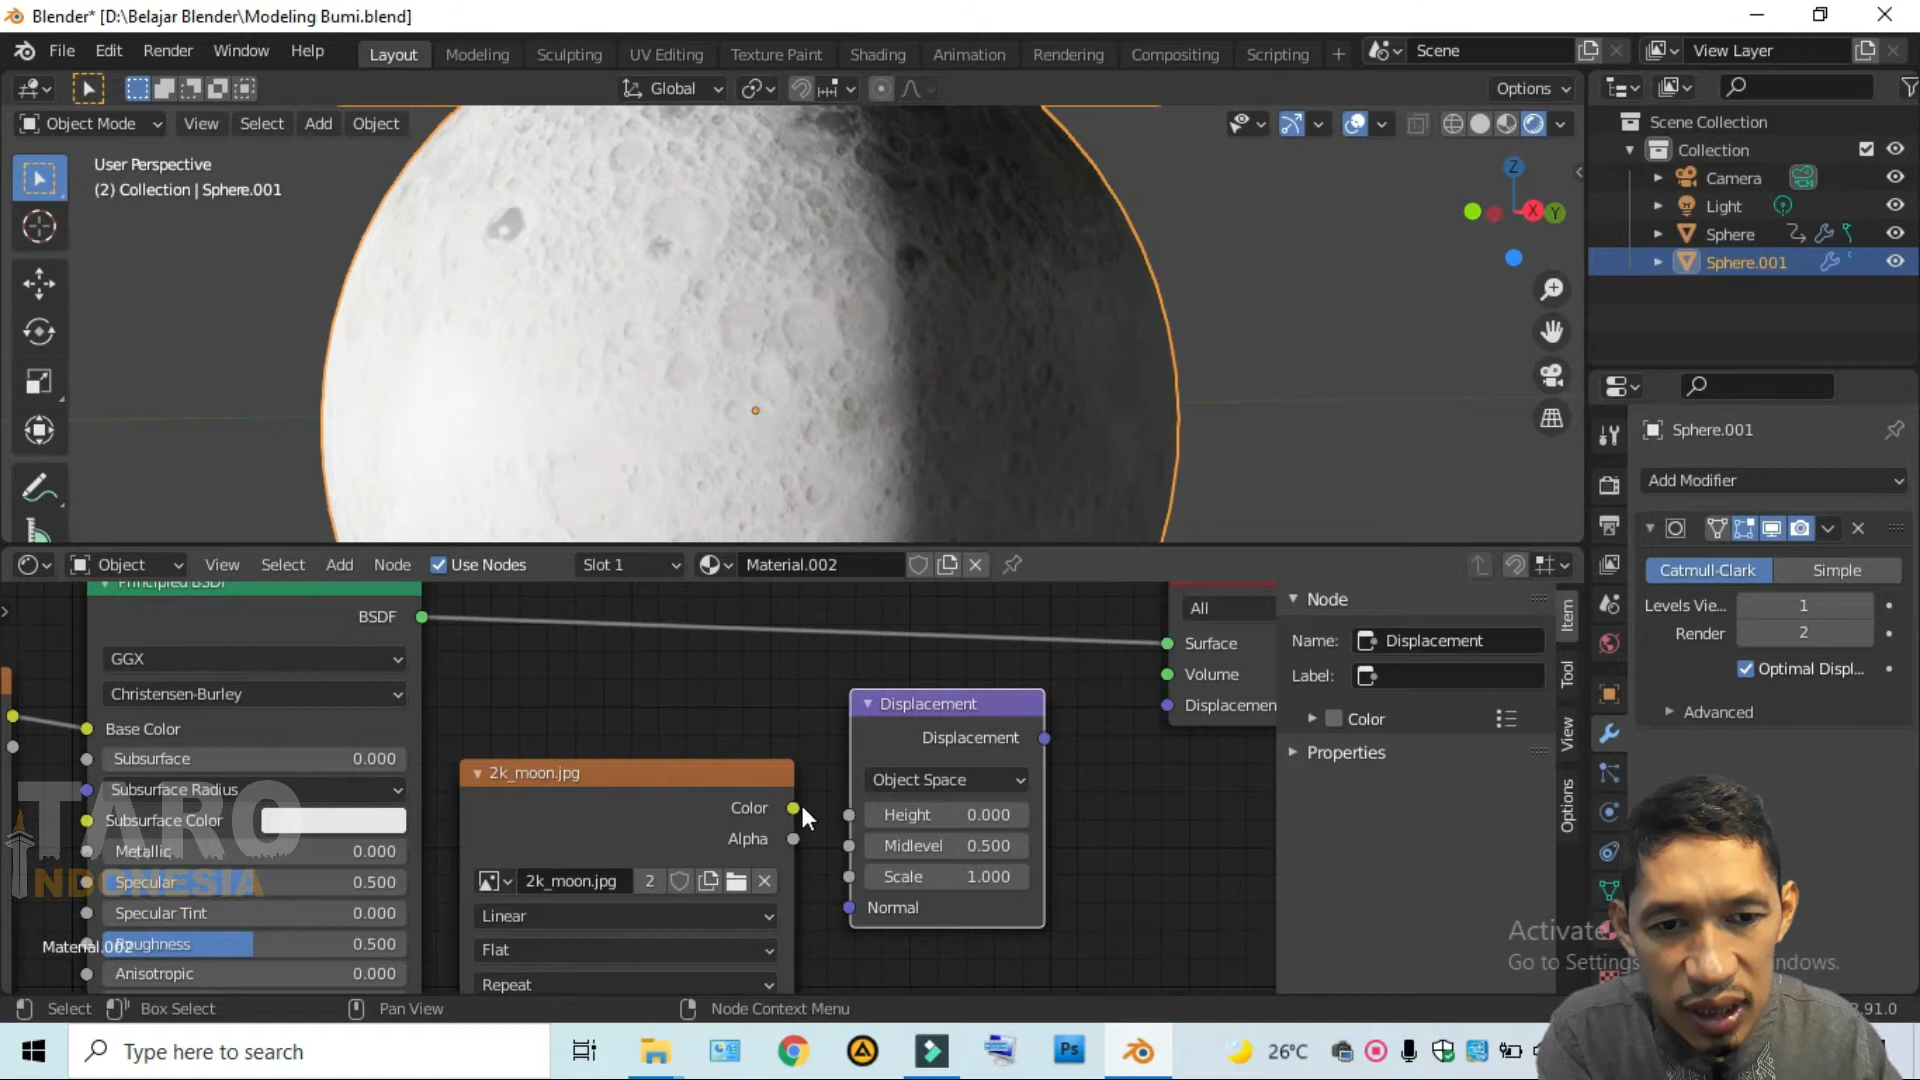 Blender* [D:\Belajar Blender\Modeling Bumi.blend]
File Edit Render Window Help
Layout Modeling Sculpting UV Editing Texture Paint Shading Animation Rendering Compositing Scripting +
Scene
View Layer
Global
Options
Object Mode View Select Add Object
User Perspective
(2) Collection | Sphere.001
Z
X
Y
Scene Collection
Collection
Camera
Light
Sphere
Sphere.001
Sphere.001
Add Modifier
Catmull-Clark Simple
Levels Vie... 1
Render 2
Optimal Displ...
Advanced
Object View Select Add Node Use Nodes Slot 1 Material.002
Principled BSDF
BSDF
GGX
Christensen-Burley
Base Color
Subsurface 0.000
Subsurface Radius
Subsurface Color
Metallic 0.000
Specular 0.500
Specular Tint 0.000
Roughness 0.500
Anisotropic 0.000
Material.002
TARO
INDONESIA
2k_moon.jpg
Color
Alpha
2k_moon.jpg 2
Linear
Flat
Repeat
Displacement
Displacement
Object Space
Height 0.000
Midlevel 0.500
Scale 1.000
Normal
All
Surface
Volume
Displacemen
Node
Name: Displacement
Label:
Color
Properties
Item
Tool
View
Options
Activate
Go to Settings
indows.
Select Box Select Pan View Node Context Menu
.91.0
Type here to search
Ps
26°C